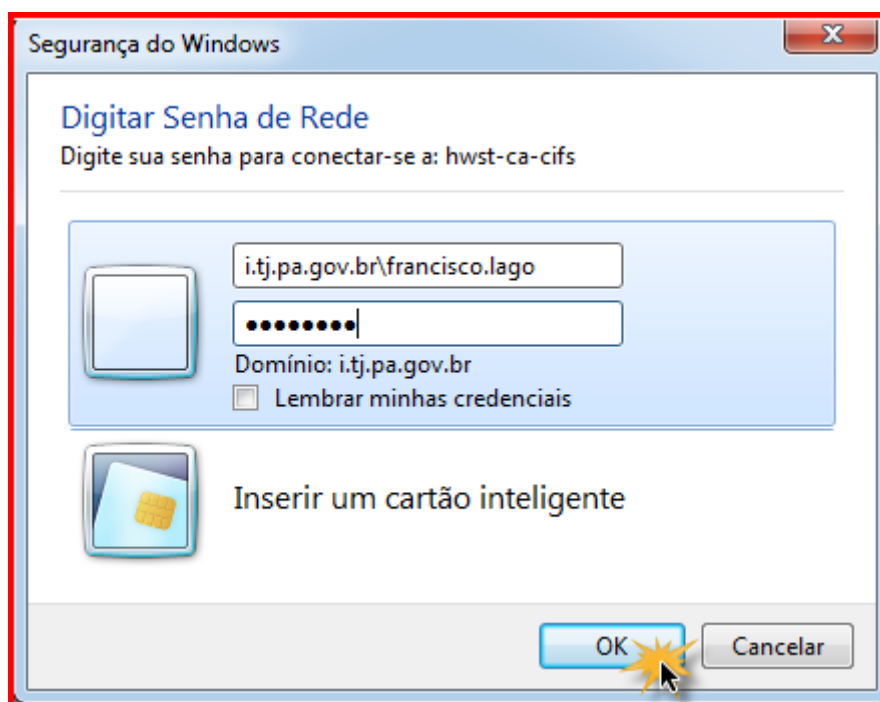 Segurança do Windows
Digitar Senha de Rede
Digite sua senha para conectar-se a: hwst-ca-cifs
i.tj.pa.gov.br\francisco.lago
●●●●●●●●
Domínio: i.tj.pa.gov.br
Lembrar minhas credenciais
Inserir um cartão inteligente
OK
Cancelar